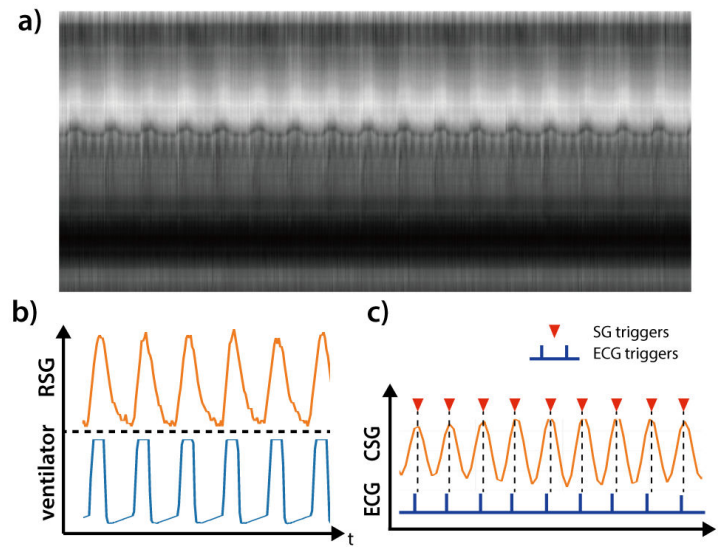 a)
b)
RSG
ventilator
t
c)
SG triggers
ECG triggers
CSG
ECG